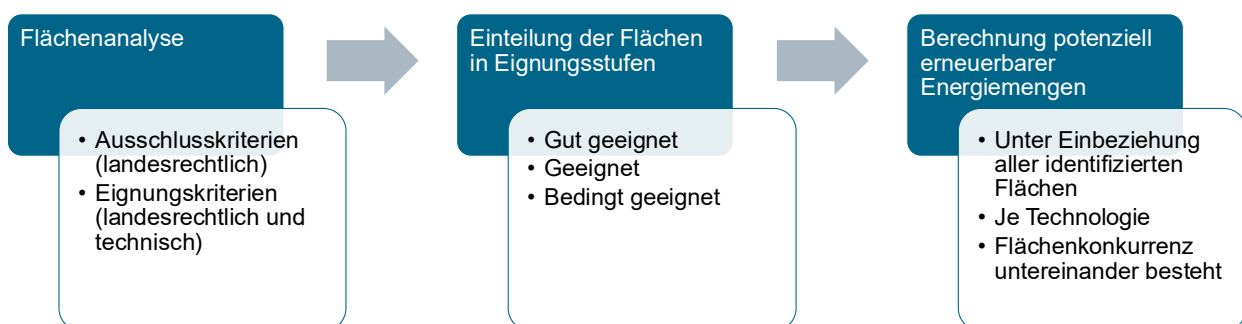 Flächenanalyse
• Ausschlusskriterien
(landesrechtlich)
• Eignungskriterien
(landesrechtlich und
technisch)
Einteilung der Flächen
in Eignungsstufen
• Gut geeignet
• Geeignet
• Bedingt geeignet
Berechnung potenziell
erneuerbarer
Energiemengen
• Unter Einbeziehung
aller identifizierten
Flächen
• Je Technologie
• Flächenkonkurrenz
untereinander besteht